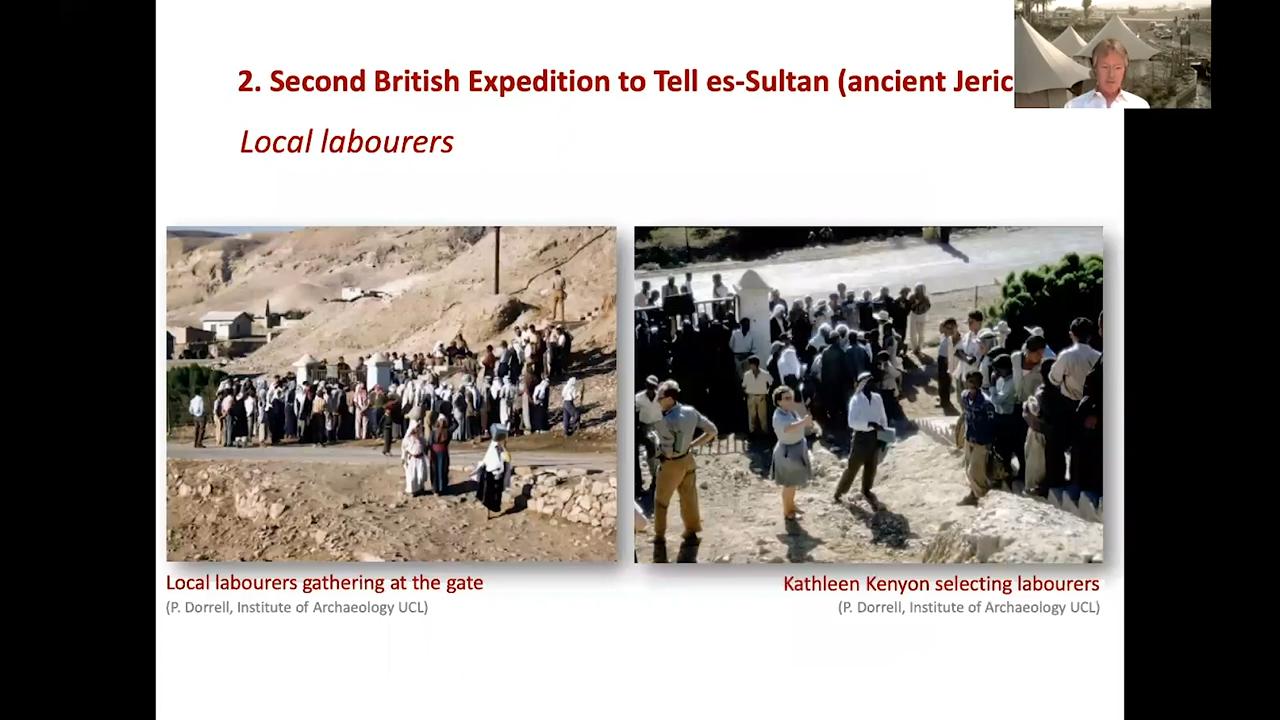 2. Second British Expedition to Tell es-Sultan (ancient Jeric
Local labourers
Local labourers gathering at the gate
(P. Dorrell, Institute of Archaeology UCL)
Kathleen Kenyon selecting labourers
(P. Dorrell, Institute of Archaeology UCL)